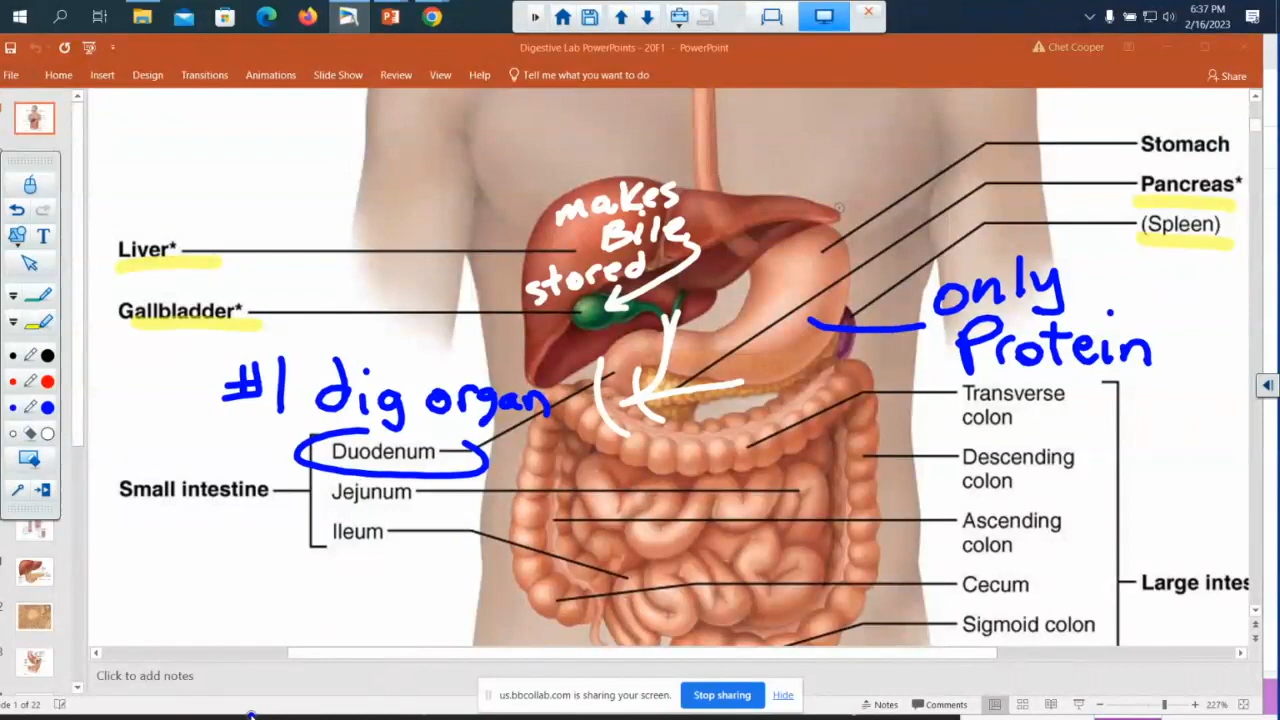 6:37 PM
2/16/2023
Digestive Lab PowerPoints - 20F1 - PowerPoint
Chet Cooper
File Home Insert Design Transitions Animations Slide Show Review View Help Tell me what you want to do
Share
Stomach
Pancreas*
(Spleen)
Liver*
Gallbladder*
makes
Bile
stored
only
Protein
#1 dig organ
Duodenum
Small intestine
Jejunum
Ileum
Transverse
colon
Descending
colon
Ascending
colon
Cecum
Large intes
Sigmoid colon
Click to add notes
us.bbcollab.com is sharing your screen. Stop sharing Hide
de 1 of 22
Notes Comments 227%